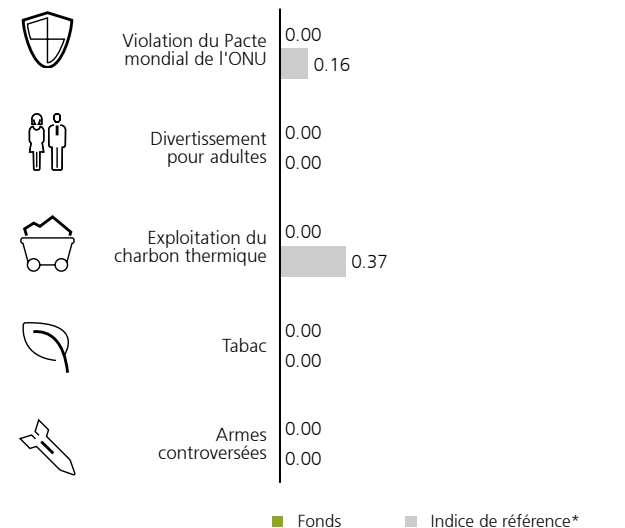 Violation du Pacte
mondial de l'ONU
0.00
0.16
Divertissement
pour adultes
0.00
0.00
Exploitation du
charbon thermique
0.00
0.37
Tabac
0.00
0.00
Armes
controversées
0.00
0.00
Fonds
Indice de référence*